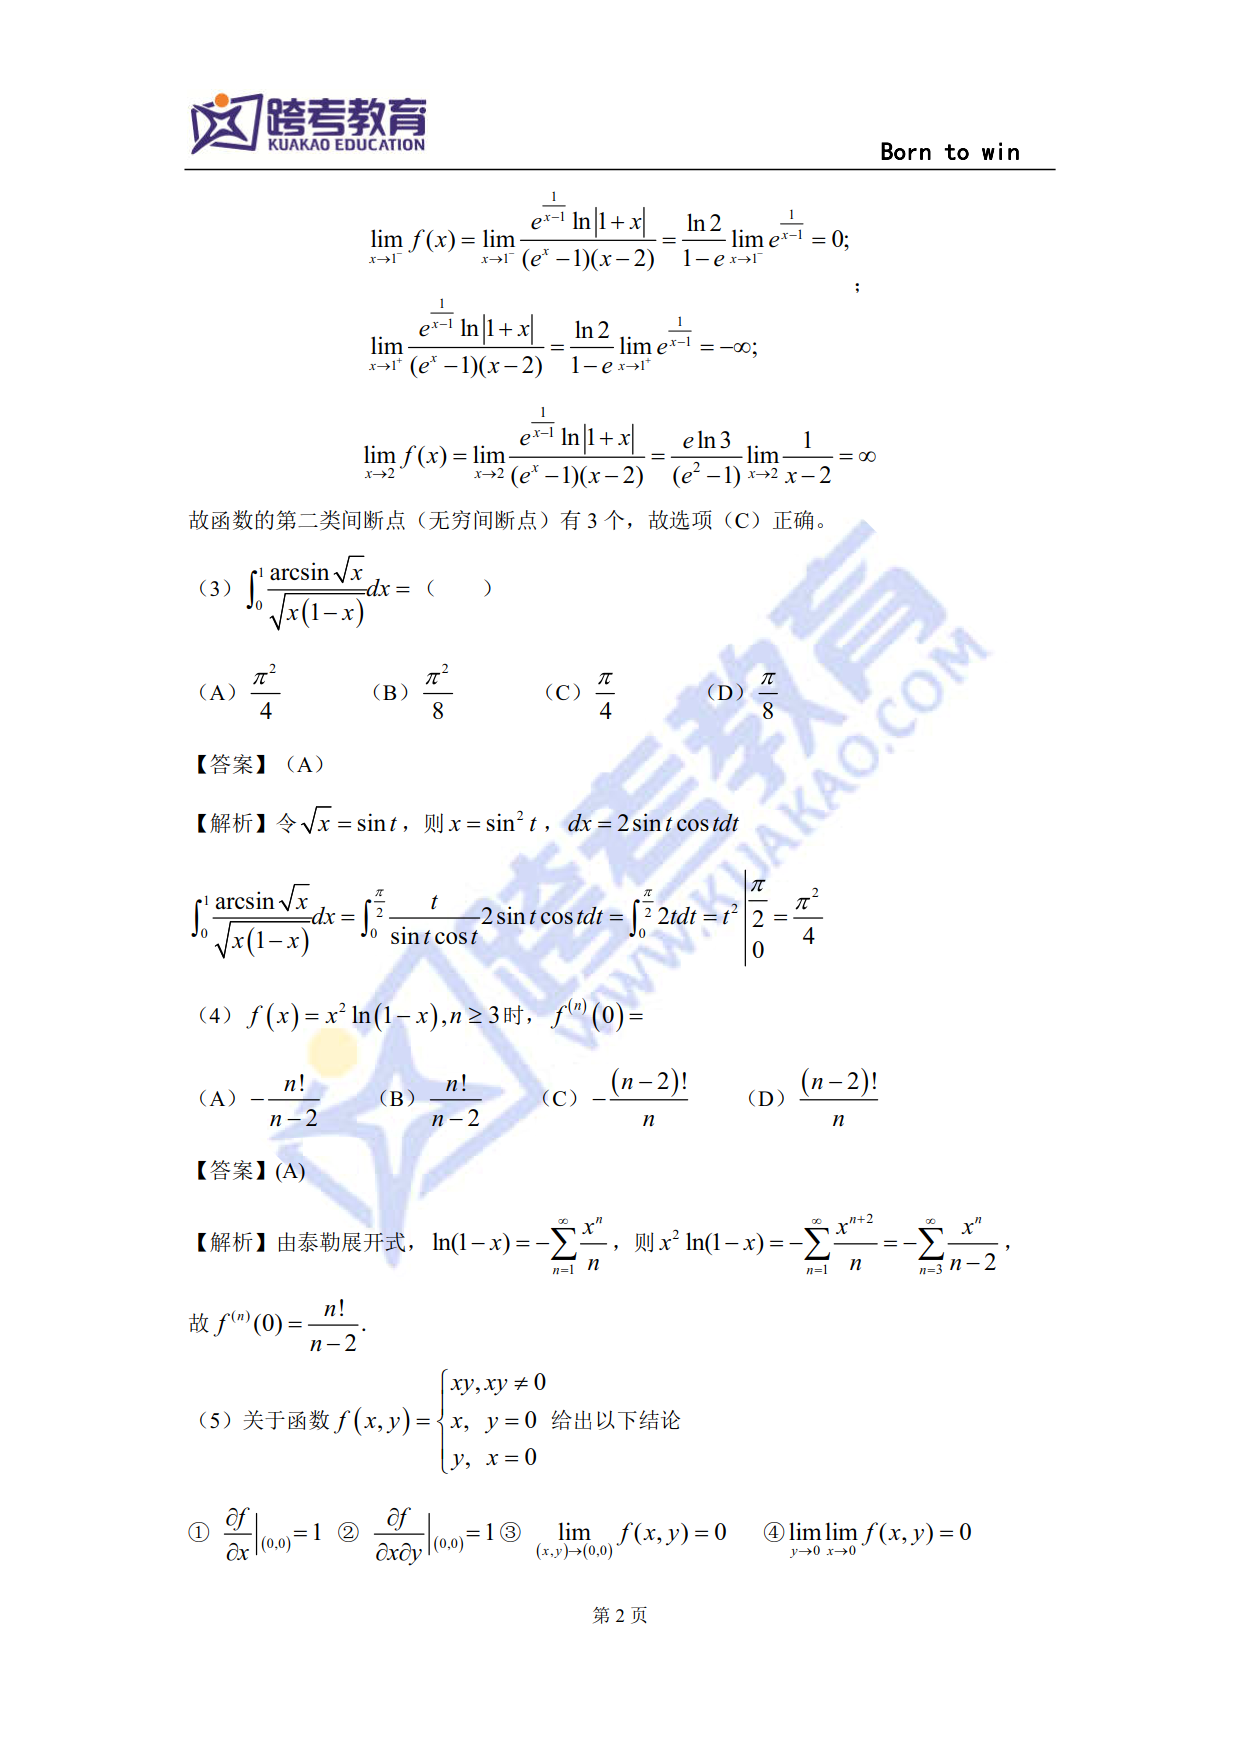 跨考教育
KUAKAO EDUCATION
Born to win
$\lim_{x\to1^-} f(x)=\lim_{x\to1^-}\frac{e^{\frac{1}{x-1}}\ln|1+x|}{(e^x-1)(x-2)}=\frac{\ln 2}{1-e}\lim_{x\to1^-}e^{\frac{1}{x-1}}=0;$
;
$\lim_{x\to1^+}\frac{e^{\frac{1}{x-1}}\ln|1+x|}{(e^x-1)(x-2)}=\frac{\ln 2}{1-e}\lim_{x\to1^+}e^{\frac{1}{x-1}}=-\infty;$
$\lim_{x\to2} f(x)=\lim_{x\to2}\frac{e^{\frac{1}{x-1}}\ln|1+x|}{(e^x-1)(x-2)}=\frac{e\ln 3}{(e^2-1)}\lim_{x\to2}\frac{1}{x-2}=\infty$
故函数的第二类间断点（无穷间断点）有 3 个，故选项（C）正确。
（3）$\int_0^1\frac{\arcsin\sqrt{x}}{\sqrt{x(1-x)}}dx=$（　　）
（A）$\frac{\pi^2}{4}$　（B）$\frac{\pi^2}{8}$　（C）$\frac{\pi}{4}$　（D）$\frac{\pi}{8}$
【答案】（A）
【解析】令$\sqrt{x}=\sin t$，则$x=\sin^2 t$，$dx=2\sin t\cos tdt$
$\int_0^1\frac{\arcsin\sqrt{x}}{\sqrt{x(1-x)}}dx=\int_0^{\frac{\pi}{2}}\frac{t}{\sin t\cos t}2\sin t\cos tdt=\int_0^{\frac{\pi}{2}}2tdt=t^2\left|\begin{matrix}\frac{\pi}{2}\\0\end{matrix}\right.=\frac{\pi^2}{4}$
（4）$f(x)=x^2\ln(1-x),n\geq3$时，$f^{(n)}(0)=$
（A）$-\frac{n!}{n-2}$　（B）$\frac{n!}{n-2}$　（C）$-\frac{(n-2)!}{n}$　（D）$\frac{(n-2)!}{n}$
【答案】(A)
【解析】由泰勒展开式，$\ln(1-x)=-\sum_{n=1}^{\infty}\frac{x^n}{n}$，则$x^2\ln(1-x)=-\sum_{n=1}^{\infty}\frac{x^{n+2}}{n}=-\sum_{n=3}^{\infty}\frac{x^n}{n-2}$，
故$f^{(n)}(0)=\frac{n!}{n-2}.$
（5）关于函数$f(x,y)=\begin{cases}xy,xy\neq0\\x,\ y=0\\y,\ x=0\end{cases}$给出以下结论
① $\frac{\partial f}{\partial x}|_{(0,0)}=1$ ② $\frac{\partial f}{\partial x\partial y}|_{(0,0)}=1$③ $\lim_{(x,y)\to(0,0)}f(x,y)=0$ ④$\lim_{y\to0}\lim_{x\to0}f(x,y)=0$
第 2 页
跨考教育
WWW.KUAKAO.COM